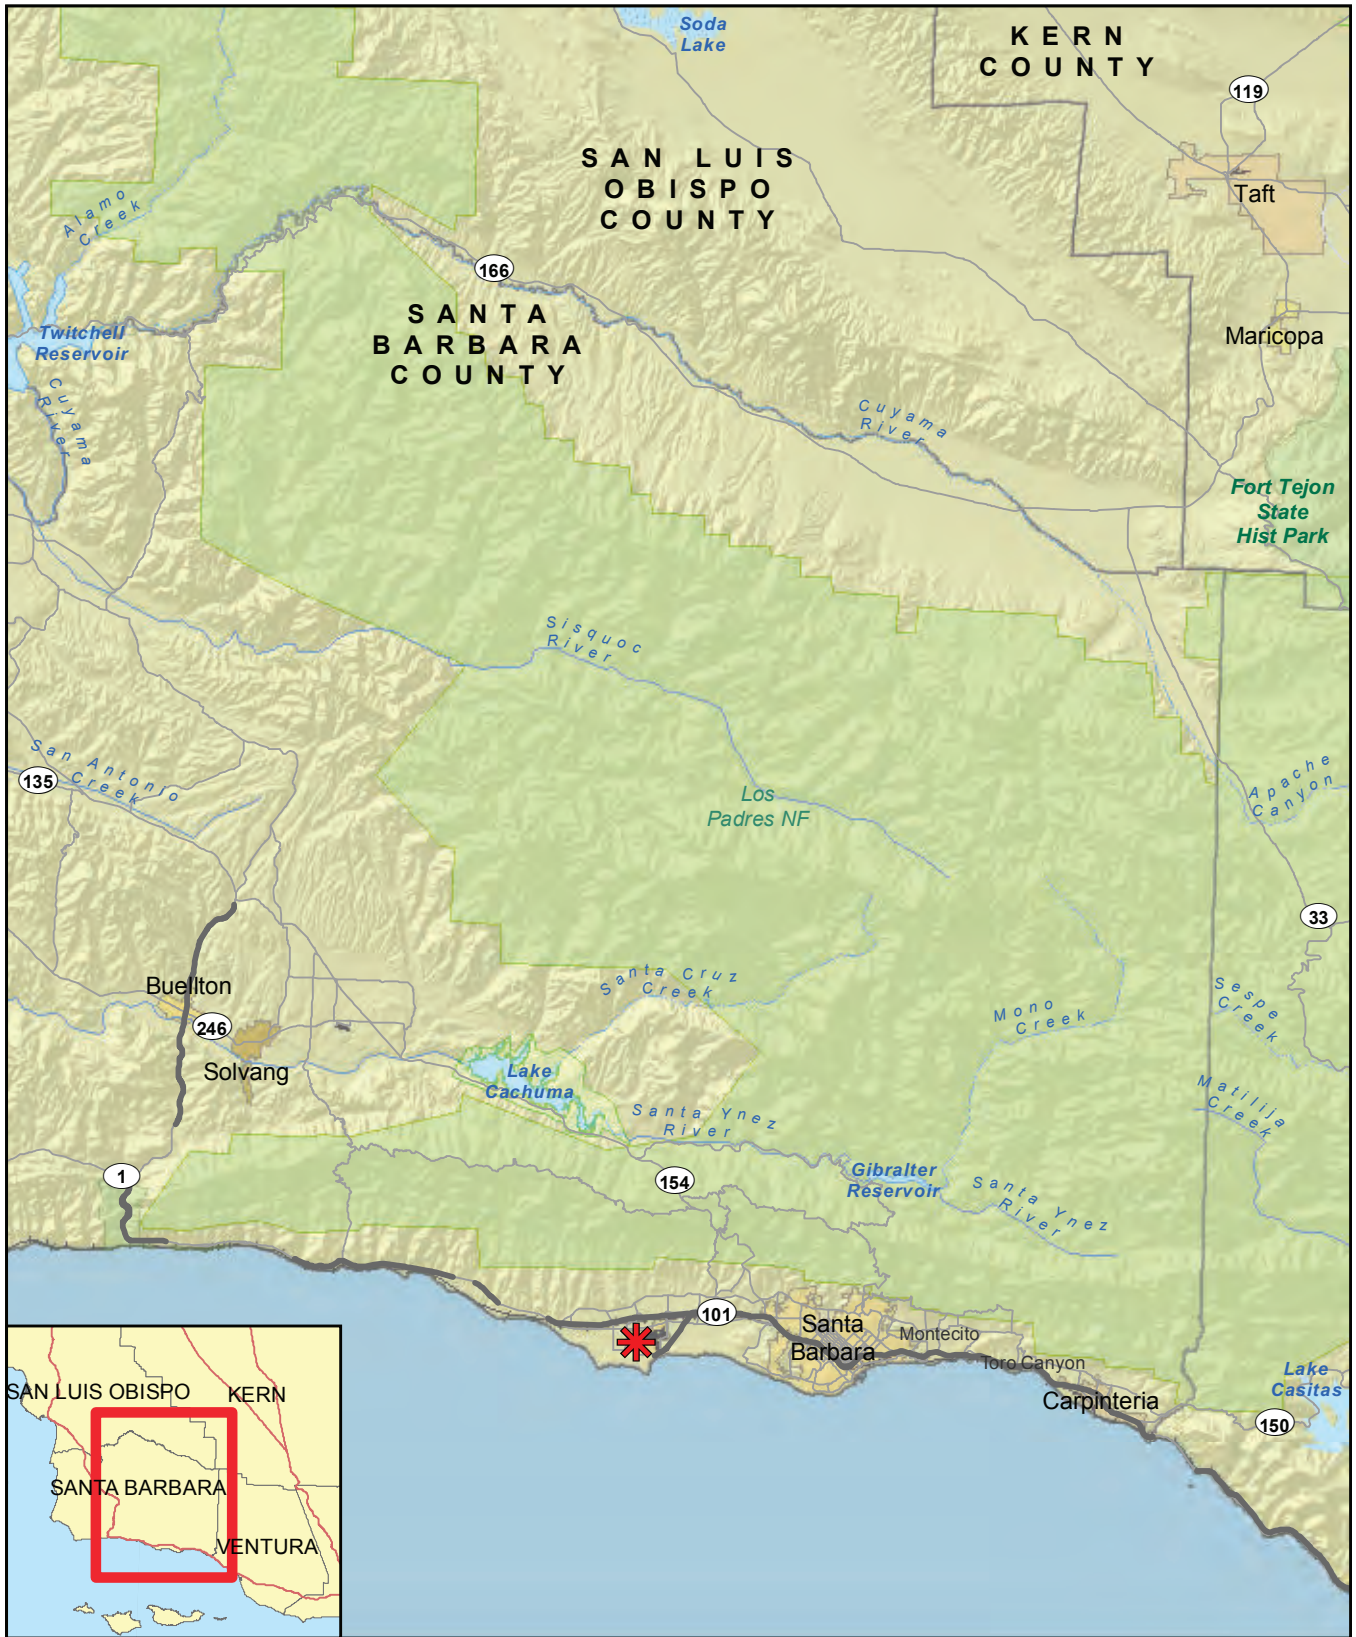 Soda
Lake
KERN
COUNTY
119
SAN LUIS
OBISPO
COUNTY
Taft
Alamo
Creek
166
SANTA
BARBARA
COUNTY
Twitchell
Reservoir
Maricopa
Cuyama
River
Cuyama
River
Fort Tejon
State
Hist Park
Sisquoc
River
San Antonio
Creek
135
Los
Padres NF
Apache
Canyon
33
Buellton
246
Solvang
Santa Cruz
Creek
Mono
Creek
Sespe
Creek
Lake
Cachuma
Matilija
Creek
Santa Ynez
River
1
154
Gibralter
Reservoir
Santa Ynez
River
101
Santa
Barbara
Montecito
Toro Canyon
Carpinteria
Lake
Casitas
150
SAN LUIS OBISPO
KERN
SANTA BARBARA
VENTURA